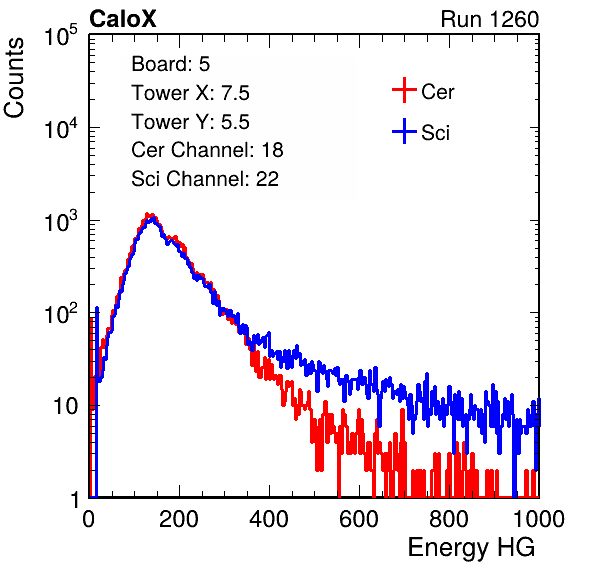 CaloX Run 1260
Counts
10^5
10^4
10^3
10^2
10
1
Board: 5
Tower X: 7.5
Tower Y: 5.5
Cer Channel: 18
Sci Channel: 22
Cer
Sci
0 200 400 600 800 1000
Energy HG